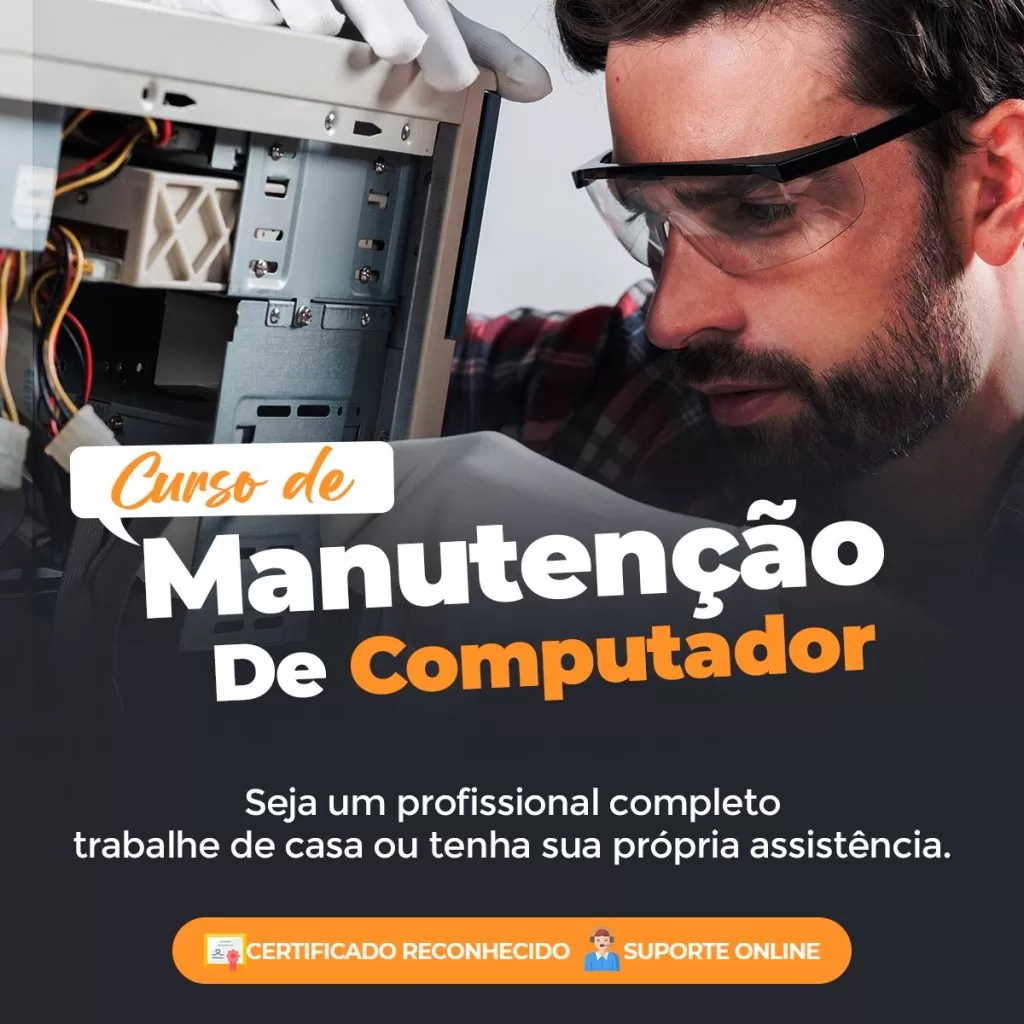 Curso de
Manutenção
De Computador
Seja um profissional completo
trabalhe de casa ou tenha sua própria assistência.
CERTIFICADO RECONHECIDO SUPORTE ONLINE